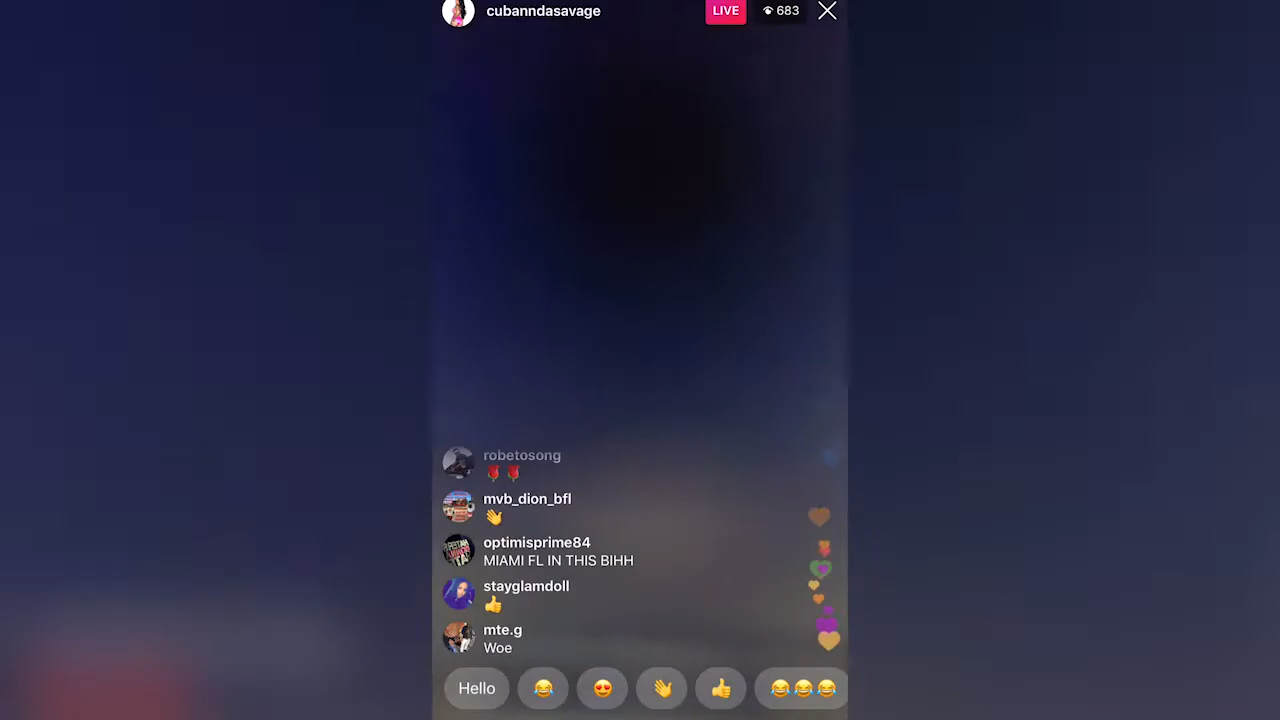 cubanndasavage LIVE 683
robetosong
🌹🌹
mvb_dion_bfl
👋
optimisprime84
MIAMI FL IN THIS BIHH
stayglamdoll
👍
mte.g
Woe
Hello 😂 😍 👋 👍 😂😂😂